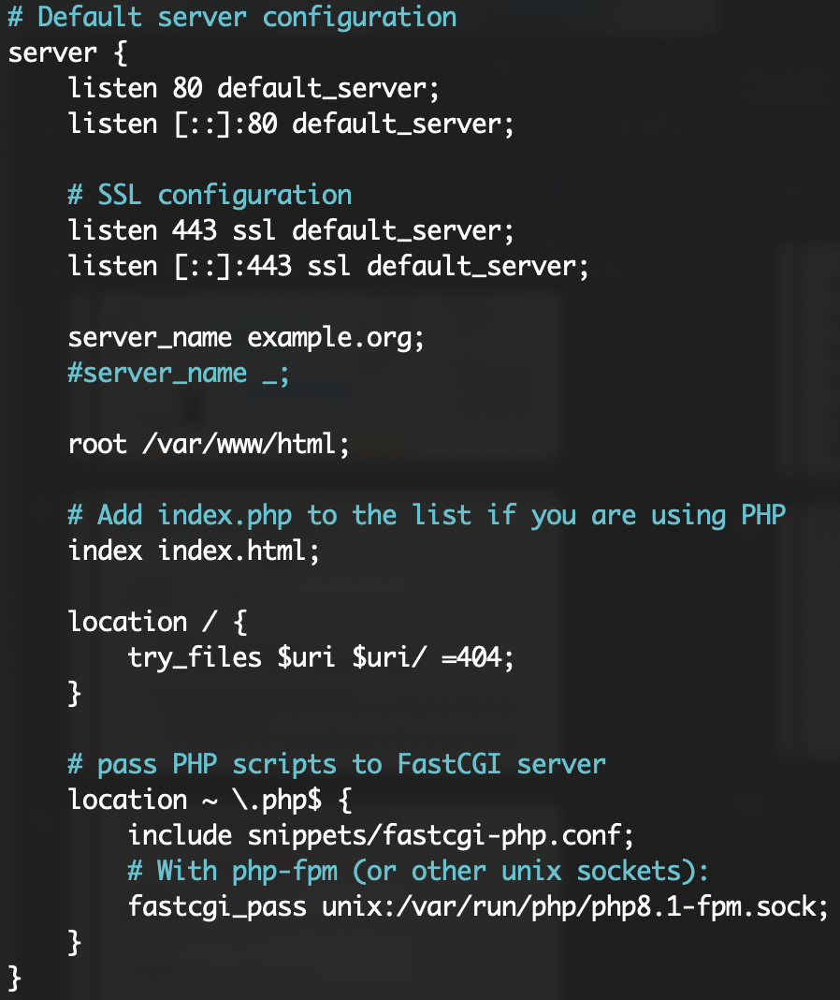 # Default server configuration
server {
    listen 80 default_server;
    listen [::]:80 default_server;

    # SSL configuration
    listen 443 ssl default_server;
    listen [::]:443 ssl default_server;

    server_name example.org;
    #server_name _;

    root /var/www/html;

    # Add index.php to the list if you are using PHP
    index index.html;

    location / {
        try_files $uri $uri/ =404;
    }

    # pass PHP scripts to FastCGI server
    location ~ \.php$ {
        include snippets/fastcgi-php.conf;
        # With php-fpm (or other unix sockets):
        fastcgi_pass unix:/var/run/php/php8.1-fpm.sock;
    }
}